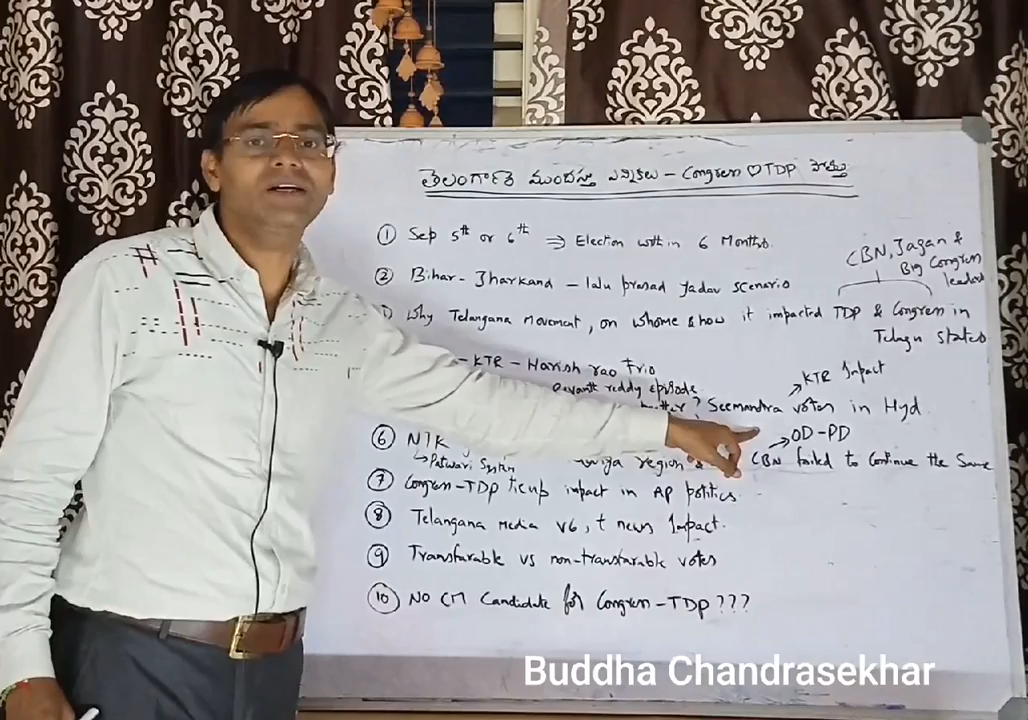 తెలంగాణ ముందస్తు ఎన్నికలు - Congress ♡ TDP పొత్తు
① Sep 5th or 6th ⇒ Election with in 6 Months.
② Bihar - Jharkand - lalu prasad yadav scenario
CBN, Jagan &
Big Congress
leaders
Why Telangana Movement, on whome & how it impacted TDP & Congress in
Telugu states
- KTR - Harish rao trio
Revanth reddy episode
→ KTR Impact
? Seemandra votes in Hyd
→ OD-PD
⑥ NTR
↳ Patwari System
region &
CBN failed to continue the same
⑦ Congress-TDP tieup impact in AP politics.
⑧ Telangana Media V6, t news Impact.
⑨ Transfarable vs non-transfarable votes
⑩ NO CM Candidate for Congress-TDP ???
Buddha Chandrasekhar